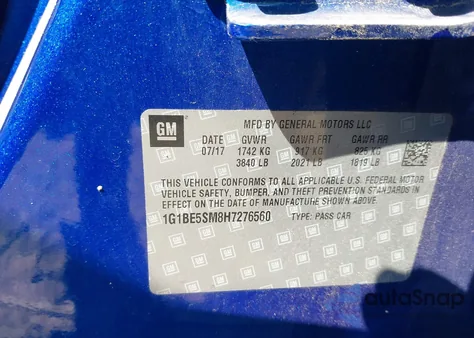 GM
MFD BY GENERAL MOTORS LLC
DATE GVWR GAWR FRT GAWR RR
07/17 1742 KG 917 KG 825 KG
3840 LB 2021 LB 1819 LB
THIS VEHICLE CONFORMS TO ALL APPLICABLE U.S. FEDERAL MOTOR
VEHICLE SAFETY, BUMPER, AND THEFT PREVENTION STANDARDS
IN EFFECT ON THE DATE OF MANUFACTURE SHOWN ABOVE.
1G1BE5SM8H7276560 TYPE: PASS CAR
autoSnap